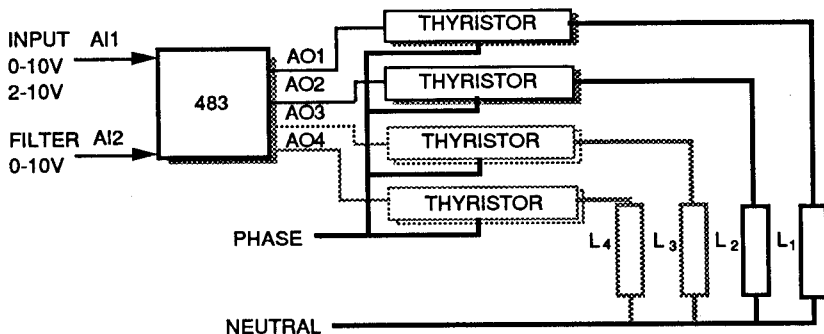 INPUT AI1
0-10V
2-10V
FILTER AI2
0-10V
483
AO1
AO2
AO3
AO4
THYRISTOR
THYRISTOR
THYRISTOR
THYRISTOR
PHASE
L4 L3 L2 L1
NEUTRAL